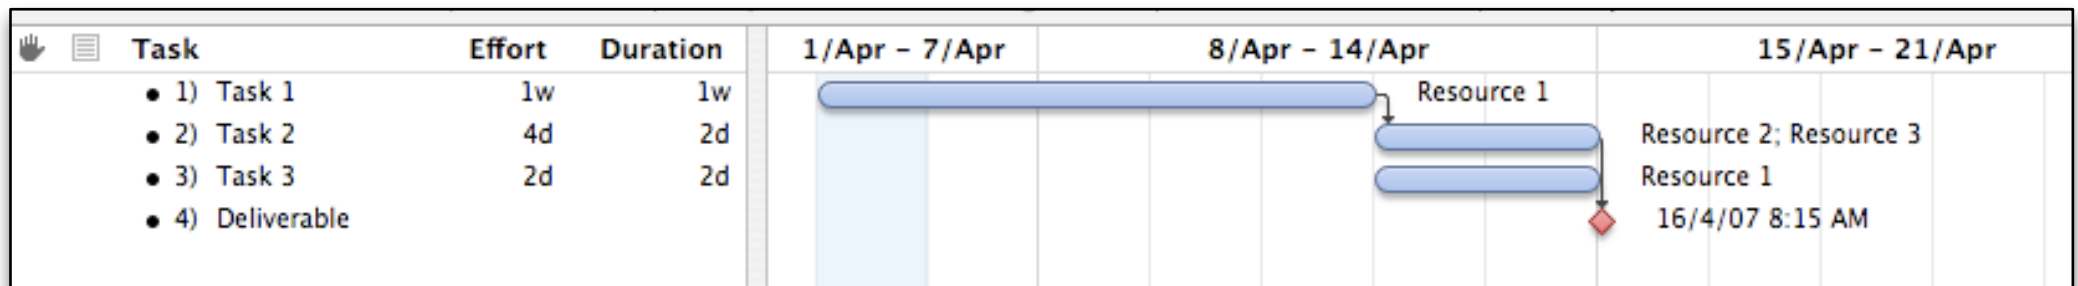 Task Effort Duration 1/Apr – 7/Apr 8/Apr – 14/Apr 15/Apr – 21/Apr
• 1) Task 1 1w 1w Resource 1
• 2) Task 2 4d 2d Resource 2; Resource 3
• 3) Task 3 2d 2d Resource 1
• 4) Deliverable 16/4/07 8:15 AM